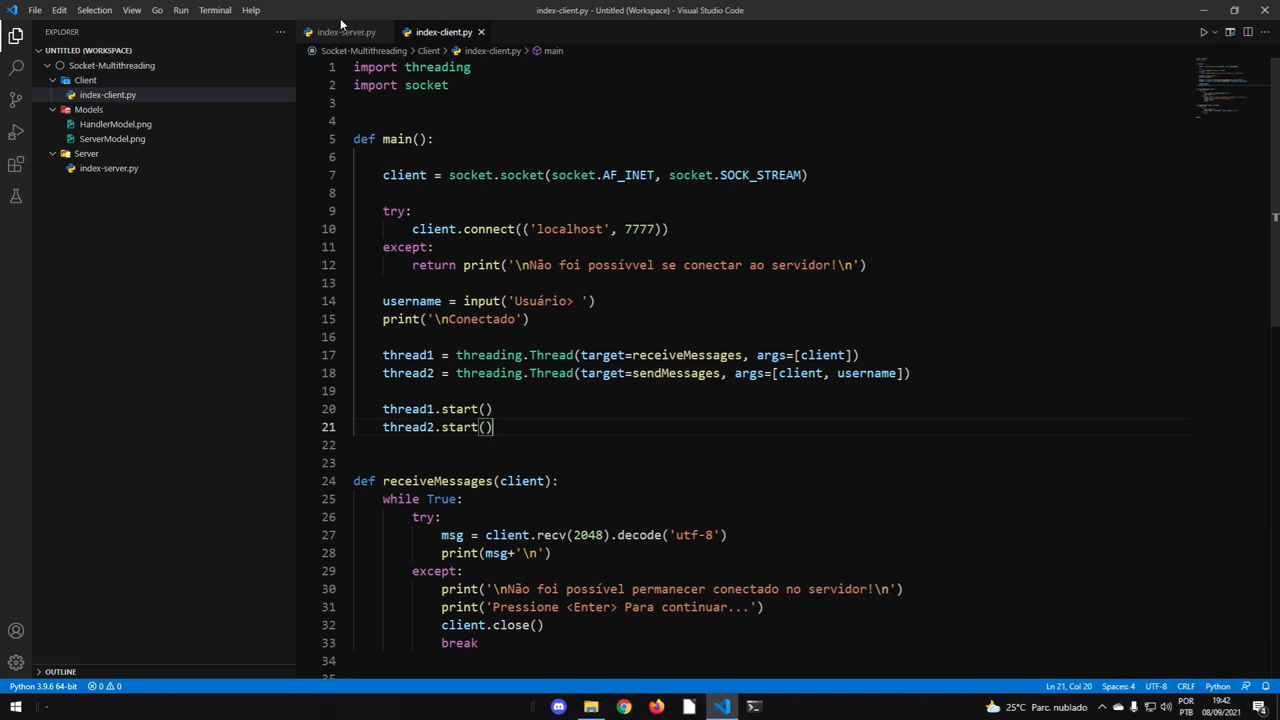 File Edit Selection View Go Run Terminal Help
index-client.py - Untitled (Workspace) - Visual Studio Code
EXPLORER
index-server.py
index-client.py
UNTITLED (WORKSPACE)
Socket-Multithreading > Client > index-client.py > main
Socket-Multithreading
Client
index-client.py
Models
HandlerModel.png
ServerModel.png
Server
index-server.py
1 import threading
2 import socket
3
4
5 def main():
6
7 client = socket.socket(socket.AF_INET, socket.SOCK_STREAM)
8
9 try:
10 client.connect(('localhost', 7777))
11 except:
12 return print('\nNão foi possívvel se conectar ao servidor!\n')
13
14 username = input('Usuário> ')
15 print('\nConectado')
16
17 thread1 = threading.Thread(target=receiveMessages, args=[client])
18 thread2 = threading.Thread(target=sendMessages, args=[client, username])
19
20 thread1.start()
21 thread2.start()
22
23
24 def receiveMessages(client):
25 while True:
26 try:
27 msg = client.recv(2048).decode('utf-8')
28 print(msg+'\n')
29 except:
30 print('\nNão foi possível permanecer conectado no servidor!\n')
31 print('Pressione <Enter> Para continuar...')
32 client.close()
33 break
34
OUTLINE
Python 3.9.6 64-bit 0 0
Ln 21, Col 20 Spaces: 4 UTF-8 CRLF Python
25°C Parc. nublado
POR
PTB
19:42
08/09/2021
4